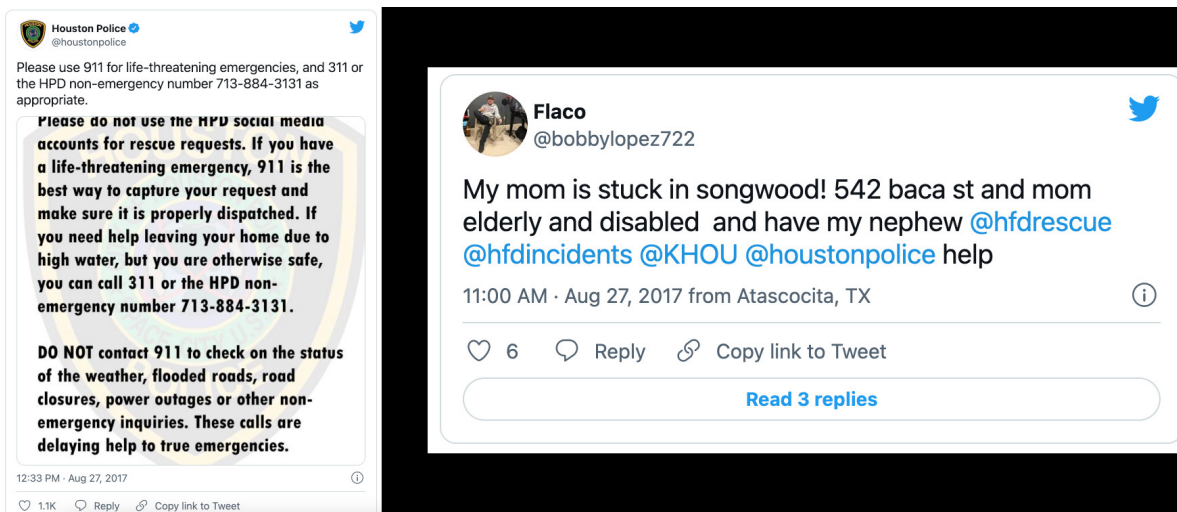 Houston Police
@houstonpolice
Please use 911 for life-threatening emergencies, and 311 or
the HPD non-emergency number 713-884-3131 as
appropriate.
Please do not use the HPD social media
accounts for rescue requests. If you have
a life-threatening emergency, 911 is the
best way to capture your request and
make sure it is properly dispatched. If
you need help leaving your home due to
high water, but you are otherwise safe,
you can call 311 or the HPD non-
emergency number 713-884-3131.
DO NOT contact 911 to check on the status
of the weather, flooded roads, road
closures, power outages or other non-
emergency inquiries. These calls are
delaying help to true emergencies.
12:33 PM · Aug 27, 2017
1.1K Reply Copy link to Tweet
Flaco
@bobbylopez722
My mom is stuck in songwood! 542 baca st and mom
elderly and disabled  and have my nephew @hfdrescue
@hfdincidents @KHOU @houstonpolice help
11:00 AM · Aug 27, 2017 from Atascocita, TX
6 Reply Copy link to Tweet
Read 3 replies